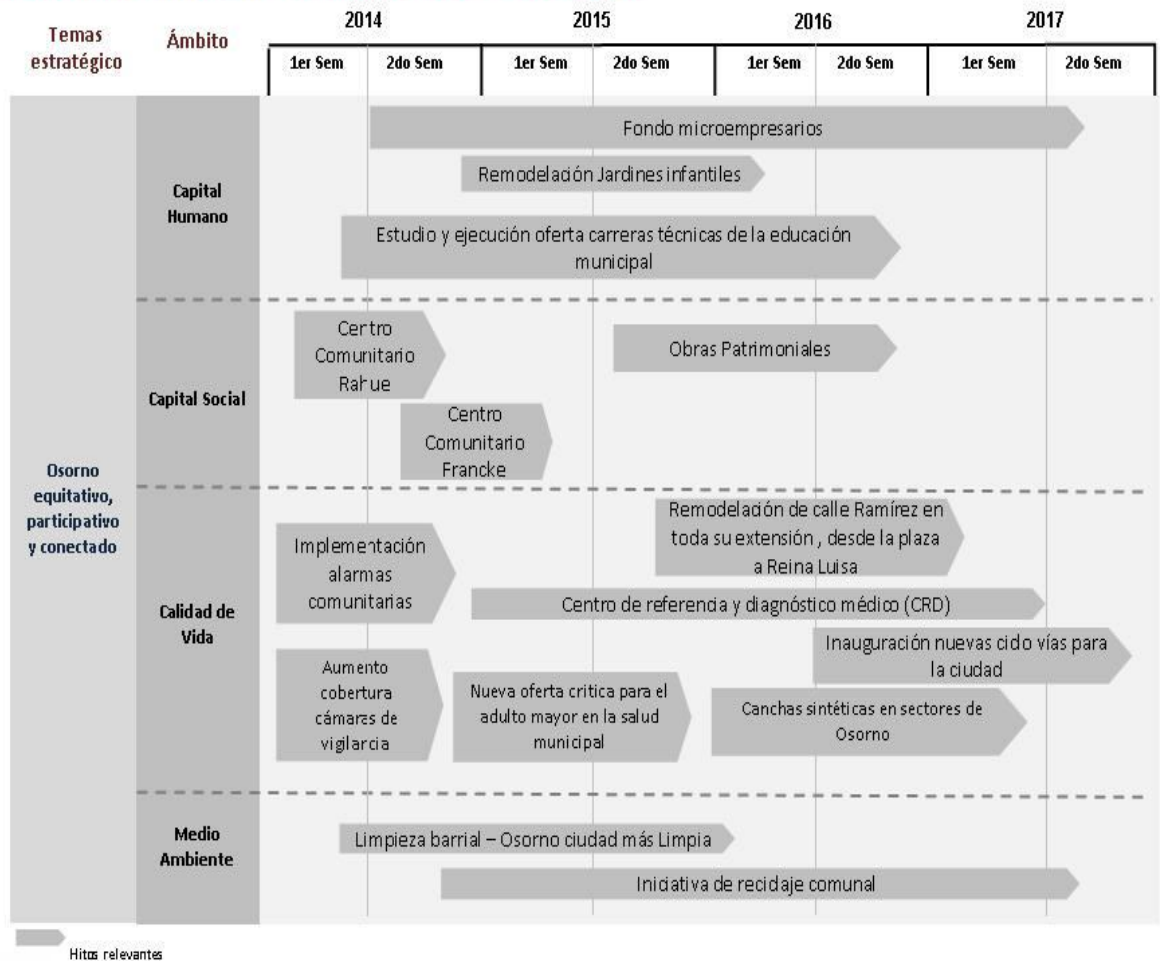 Temas
estratégico
Ámbito
2014
2015
2016
2017
1er Sem
2do Sem
1er Sem
2do Sem
1er Sem
2do Sem
1er Sem
2do Sem
Osorno
equitativo,
participativo
y conectado
Capital
Humano
Fondo microempresarios
Remodelación Jardines infantiles
Estudio y ejecución oferta carreras técnicas de la educación
municipal
Capital Social
Centro
Comunitario
Rahue
Obras Patrimoniales
Centro
Comunitario
Francke
Calidad de
Vida
Remodelación de calle Ramírez en
toda su extensión , desde la plaza
a Reina Luisa
Implementación
alarmas
comunitarias
Centro de referencia y diagnóstico médico (CRD)
Inauguración nuevas ciclo vías para
la ciudad
Aumento
cobertura
cámaras de
vigilancia
Nueva oferta critica para el
adulto mayor en la salud
municipal
Canchas sintéticas en sectores de
Osorno
Medio
Ambiente
Limpieza barrial – Osorno ciudad más Limpia
Iniciativa de reciclaje comunal
Hitos relevantes